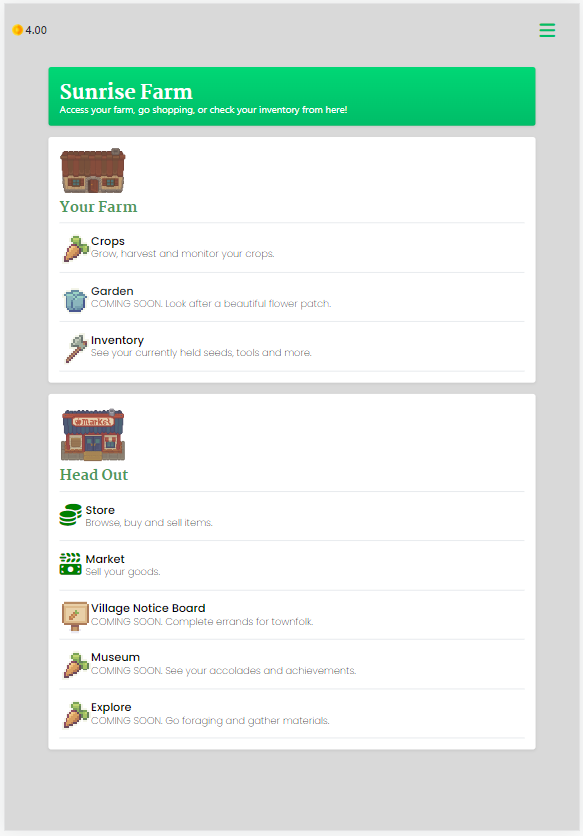 4.00
Sunrise Farm
Access your farm, go shopping, or check your inventory from here!
Your Farm
Crops
Grow, harvest and monitor your crops.
Garden
COMING SOON. Look after a beautiful flower patch.
Inventory
See your currently held seeds, tools and more.
Market
Head Out
Store
Browse, buy and sell items.
Market
Sell your goods.
Village Notice Board
COMING SOON. Complete errands for townfolk.
Museum
COMING SOON. See your accolades and achievements.
Explore
COMING SOON. Go foraging and gather materials.